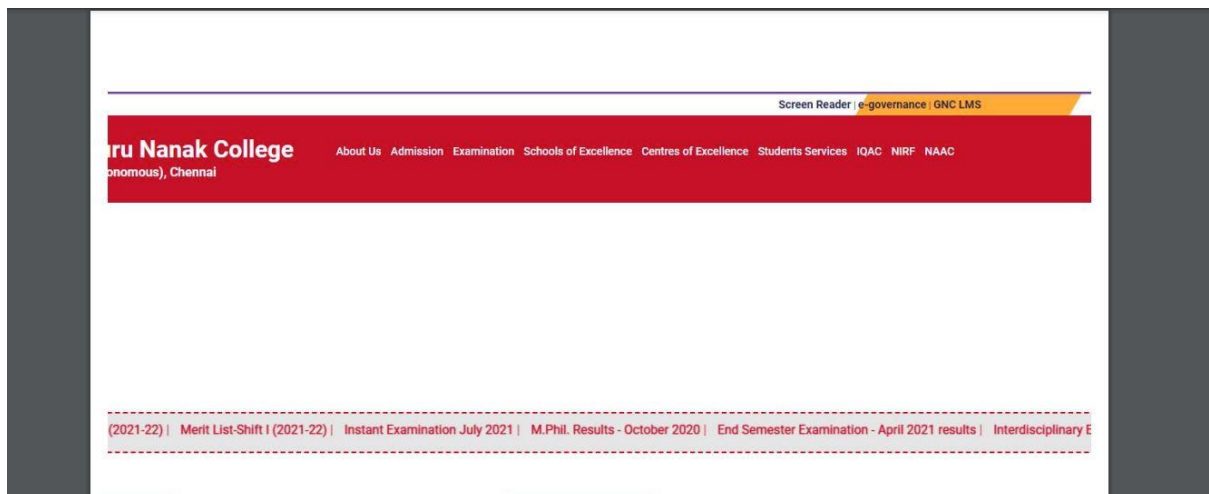 Screen Reader | e-governance | GNC LMS
uru Nanak College
onomous), Chennai
About Us Admission Examination Schools of Excellence Centres of Excellence Students Services IQAC NIRF NAAC
(2021-22) | Merit List-Shift I (2021-22) | Instant Examination July 2021 | M.Phil. Results - October 2020 | End Semester Examination - April 2021 results | Interdisciplinary E